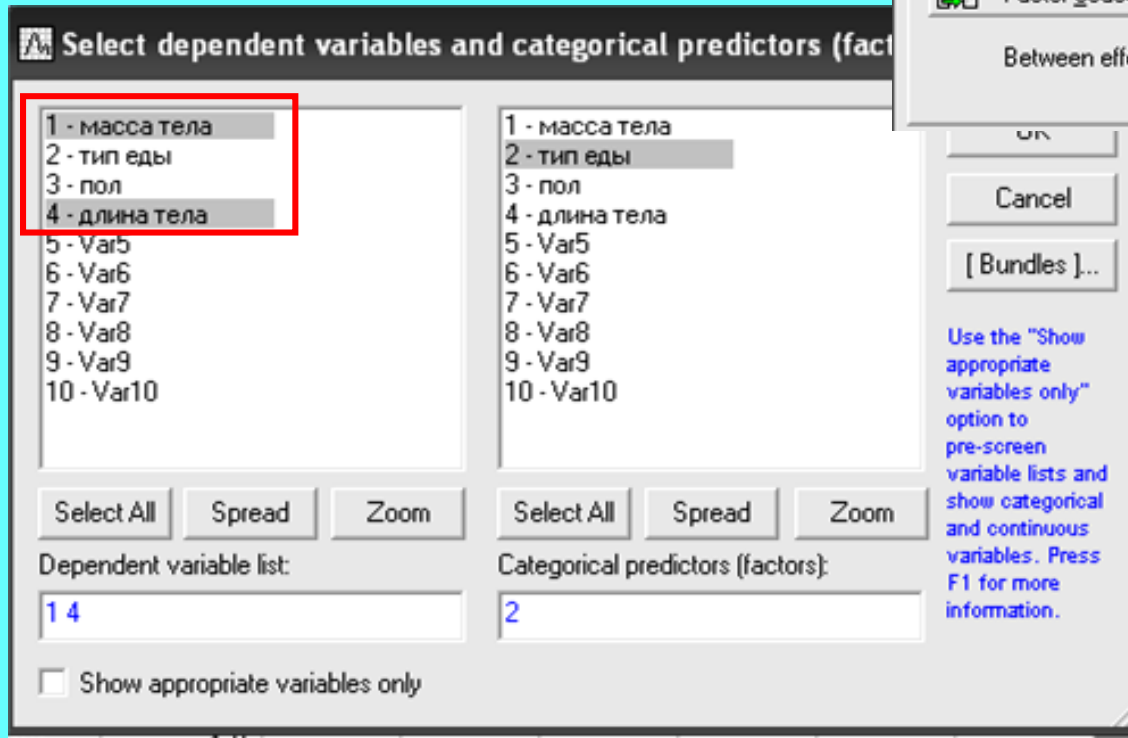 Between eff
Select dependent variables and categorical predictors (fact
1 - масса тела
2 - тип еды
3 - пол
4 - длина тела
5 - Var5
6 - Var6
7 - Var7
8 - Var8
9 - Var9
10 - Var10
Select All
Spread
Zoom
Dependent variable list:
1 4
Show appropriate variables only
1 - масса тела
2 - тип еды
3 - пол
4 - длина тела
5 - Var5
6 - Var6
7 - Var7
8 - Var8
9 - Var9
10 - Var10
Select All
Spread
Zoom
Categorical predictors (factors):
2
OK
Cancel
[ Bundles ]...
Use the "Show
appropriate
variables only"
option to
pre-screen
variable lists and
show categorical
and continuous
variables. Press
F1 for more
information.